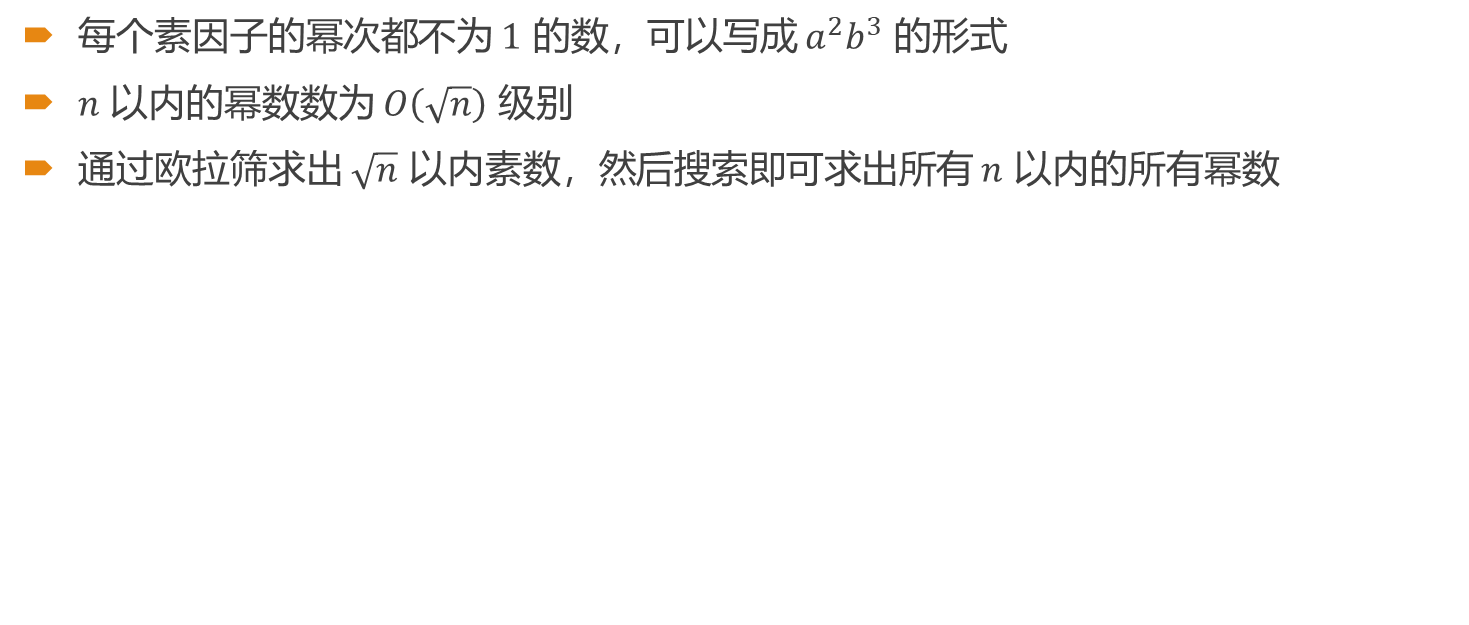 每个素因子的幂次都不为 1 的数，可以写成 a²b³ 的形式
n 以内的幂数数为 O(√n) 级别
通过欧拉筛求出 √n 以内素数，然后搜索即可求出所有 n 以内的所有幂数